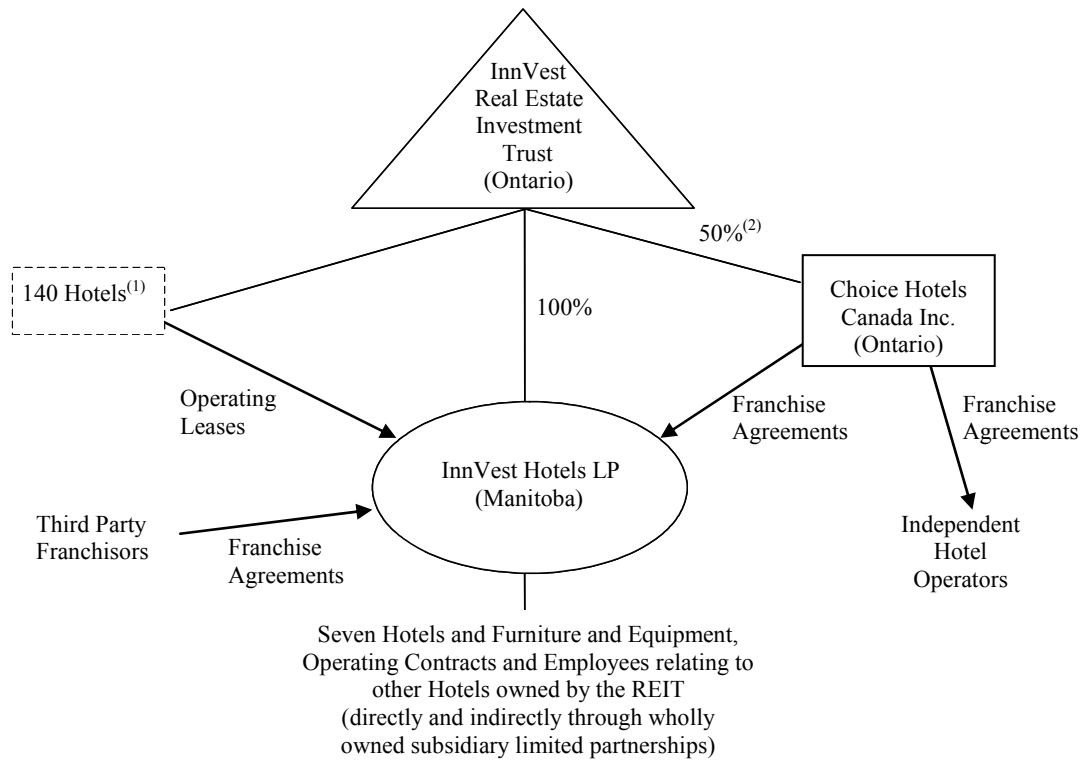 InnVest
Real Estate
Investment
Trust
(Ontario)
50%(2)
140 Hotels(1)
100%
Choice Hotels
Canada Inc.
(Ontario)
Operating
Leases
Franchise
Agreements
Franchise
Agreements
InnVest Hotels LP
(Manitoba)
Third Party
Franchisors
Franchise
Agreements
Independent
Hotel
Operators
Seven Hotels and Furniture and Equipment,
Operating Contracts and Employees relating to
other Hotels owned by the REIT
(directly and indirectly through wholly
owned subsidiary limited partnerships)